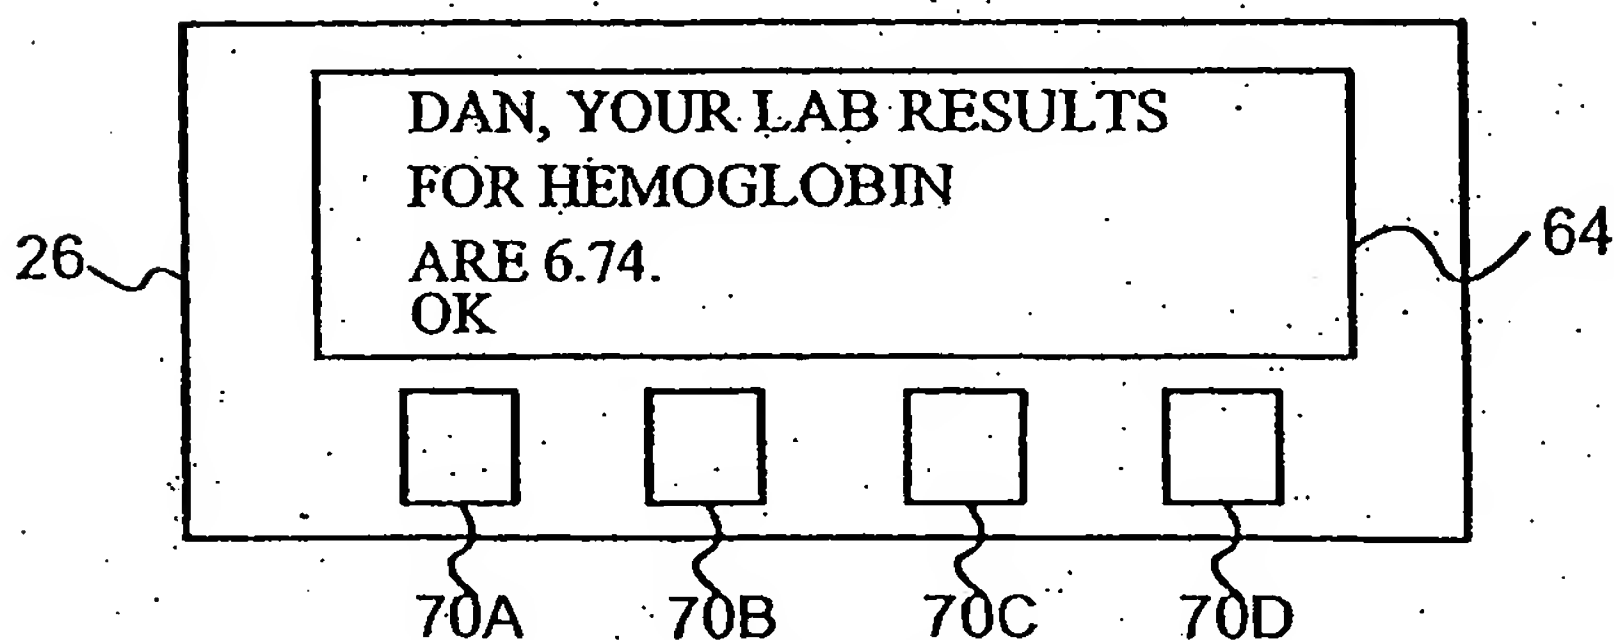 DAN, YOUR LAB RESULTS
FOR HEMOGLOBIN
ARE 6.74.
OK
26
64
70A 70B 70C 70D